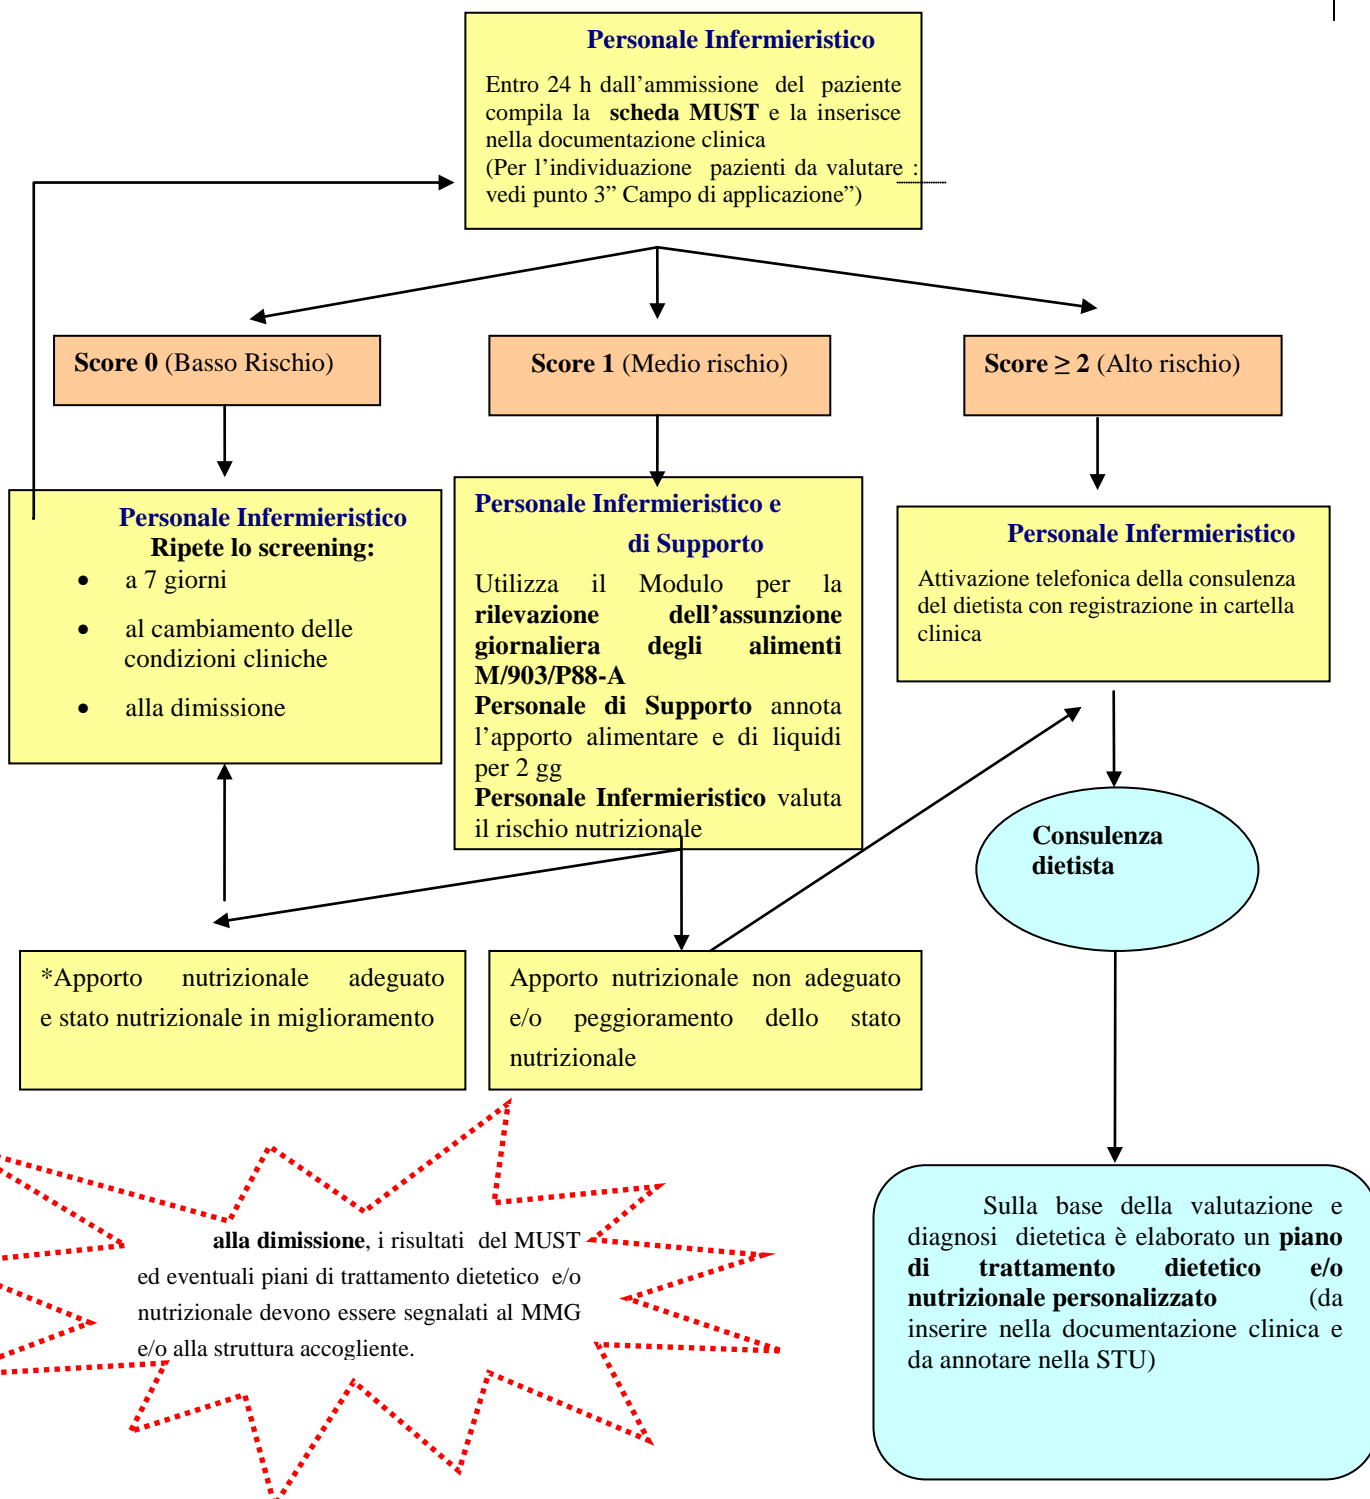 Personale Infermieristico
Entro 24 h dall’ammissione del paziente
compila la scheda MUST e la inserisce
nella documentazione clinica
(Per l’individuazione pazienti da valutare :
vedi punto 3” Campo di applicazione”)
Score 0 (Basso Rischio)
Score 1 (Medio rischio)
Score ≥ 2 (Alto rischio)
Personale Infermieristico
Ripete lo screening:
• a 7 giorni
• al cambiamento delle
condizioni cliniche
• alla dimissione
Personale Infermieristico e
di Supporto
Utilizza il Modulo per la
rilevazione dell’assunzione
giornaliera degli alimenti
M/903/P88-A
Personale di Supporto annota
l’apporto alimentare e di liquidi
per 2 gg
Personale Infermieristico valuta
il rischio nutrizionale
Personale Infermieristico
Attivazione telefonica della consulenza
del dietista con registrazione in cartella
clinica
Consulenza
dietista
*Apporto nutrizionale adeguato
e stato nutrizionale in miglioramento
Apporto nutrizionale non adeguato
e/o peggioramento dello stato
nutrizionale
alla dimissione, i risultati del MUST
ed eventuali piani di trattamento dietetico e/o
nutrizionale devono essere segnalati al MMG
e/o alla struttura accogliente.
Sulla base della valutazione e
diagnosi dietetica è elaborato un piano
di trattamento dietetico e/o
nutrizionale personalizzato (da
inserire nella documentazione clinica e
da annotare nella STU)